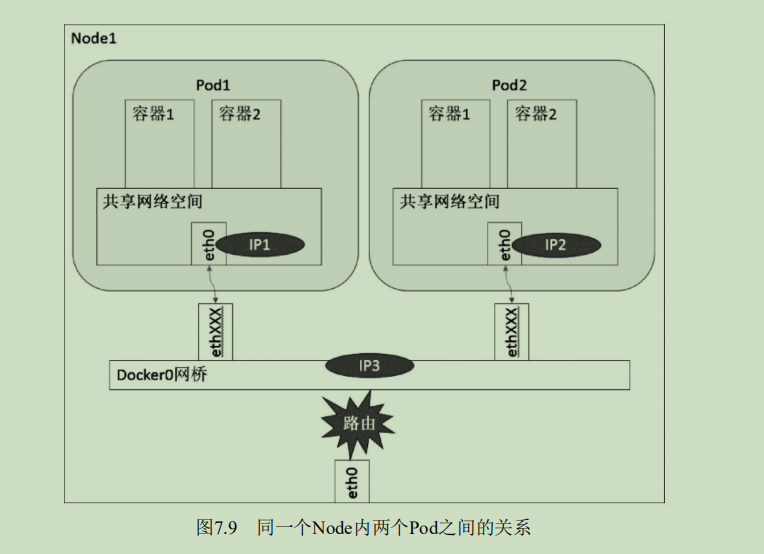 Node1
Pod1
Pod2
容器1
容器2
容器1
容器2
共享网络空间
共享网络空间
eth0
IP1
eth0
IP2
ethXXX
ethXXX
IP3
Docker0网桥
路由
eth0
图7.9 同一个Node内两个Pod之间的关系